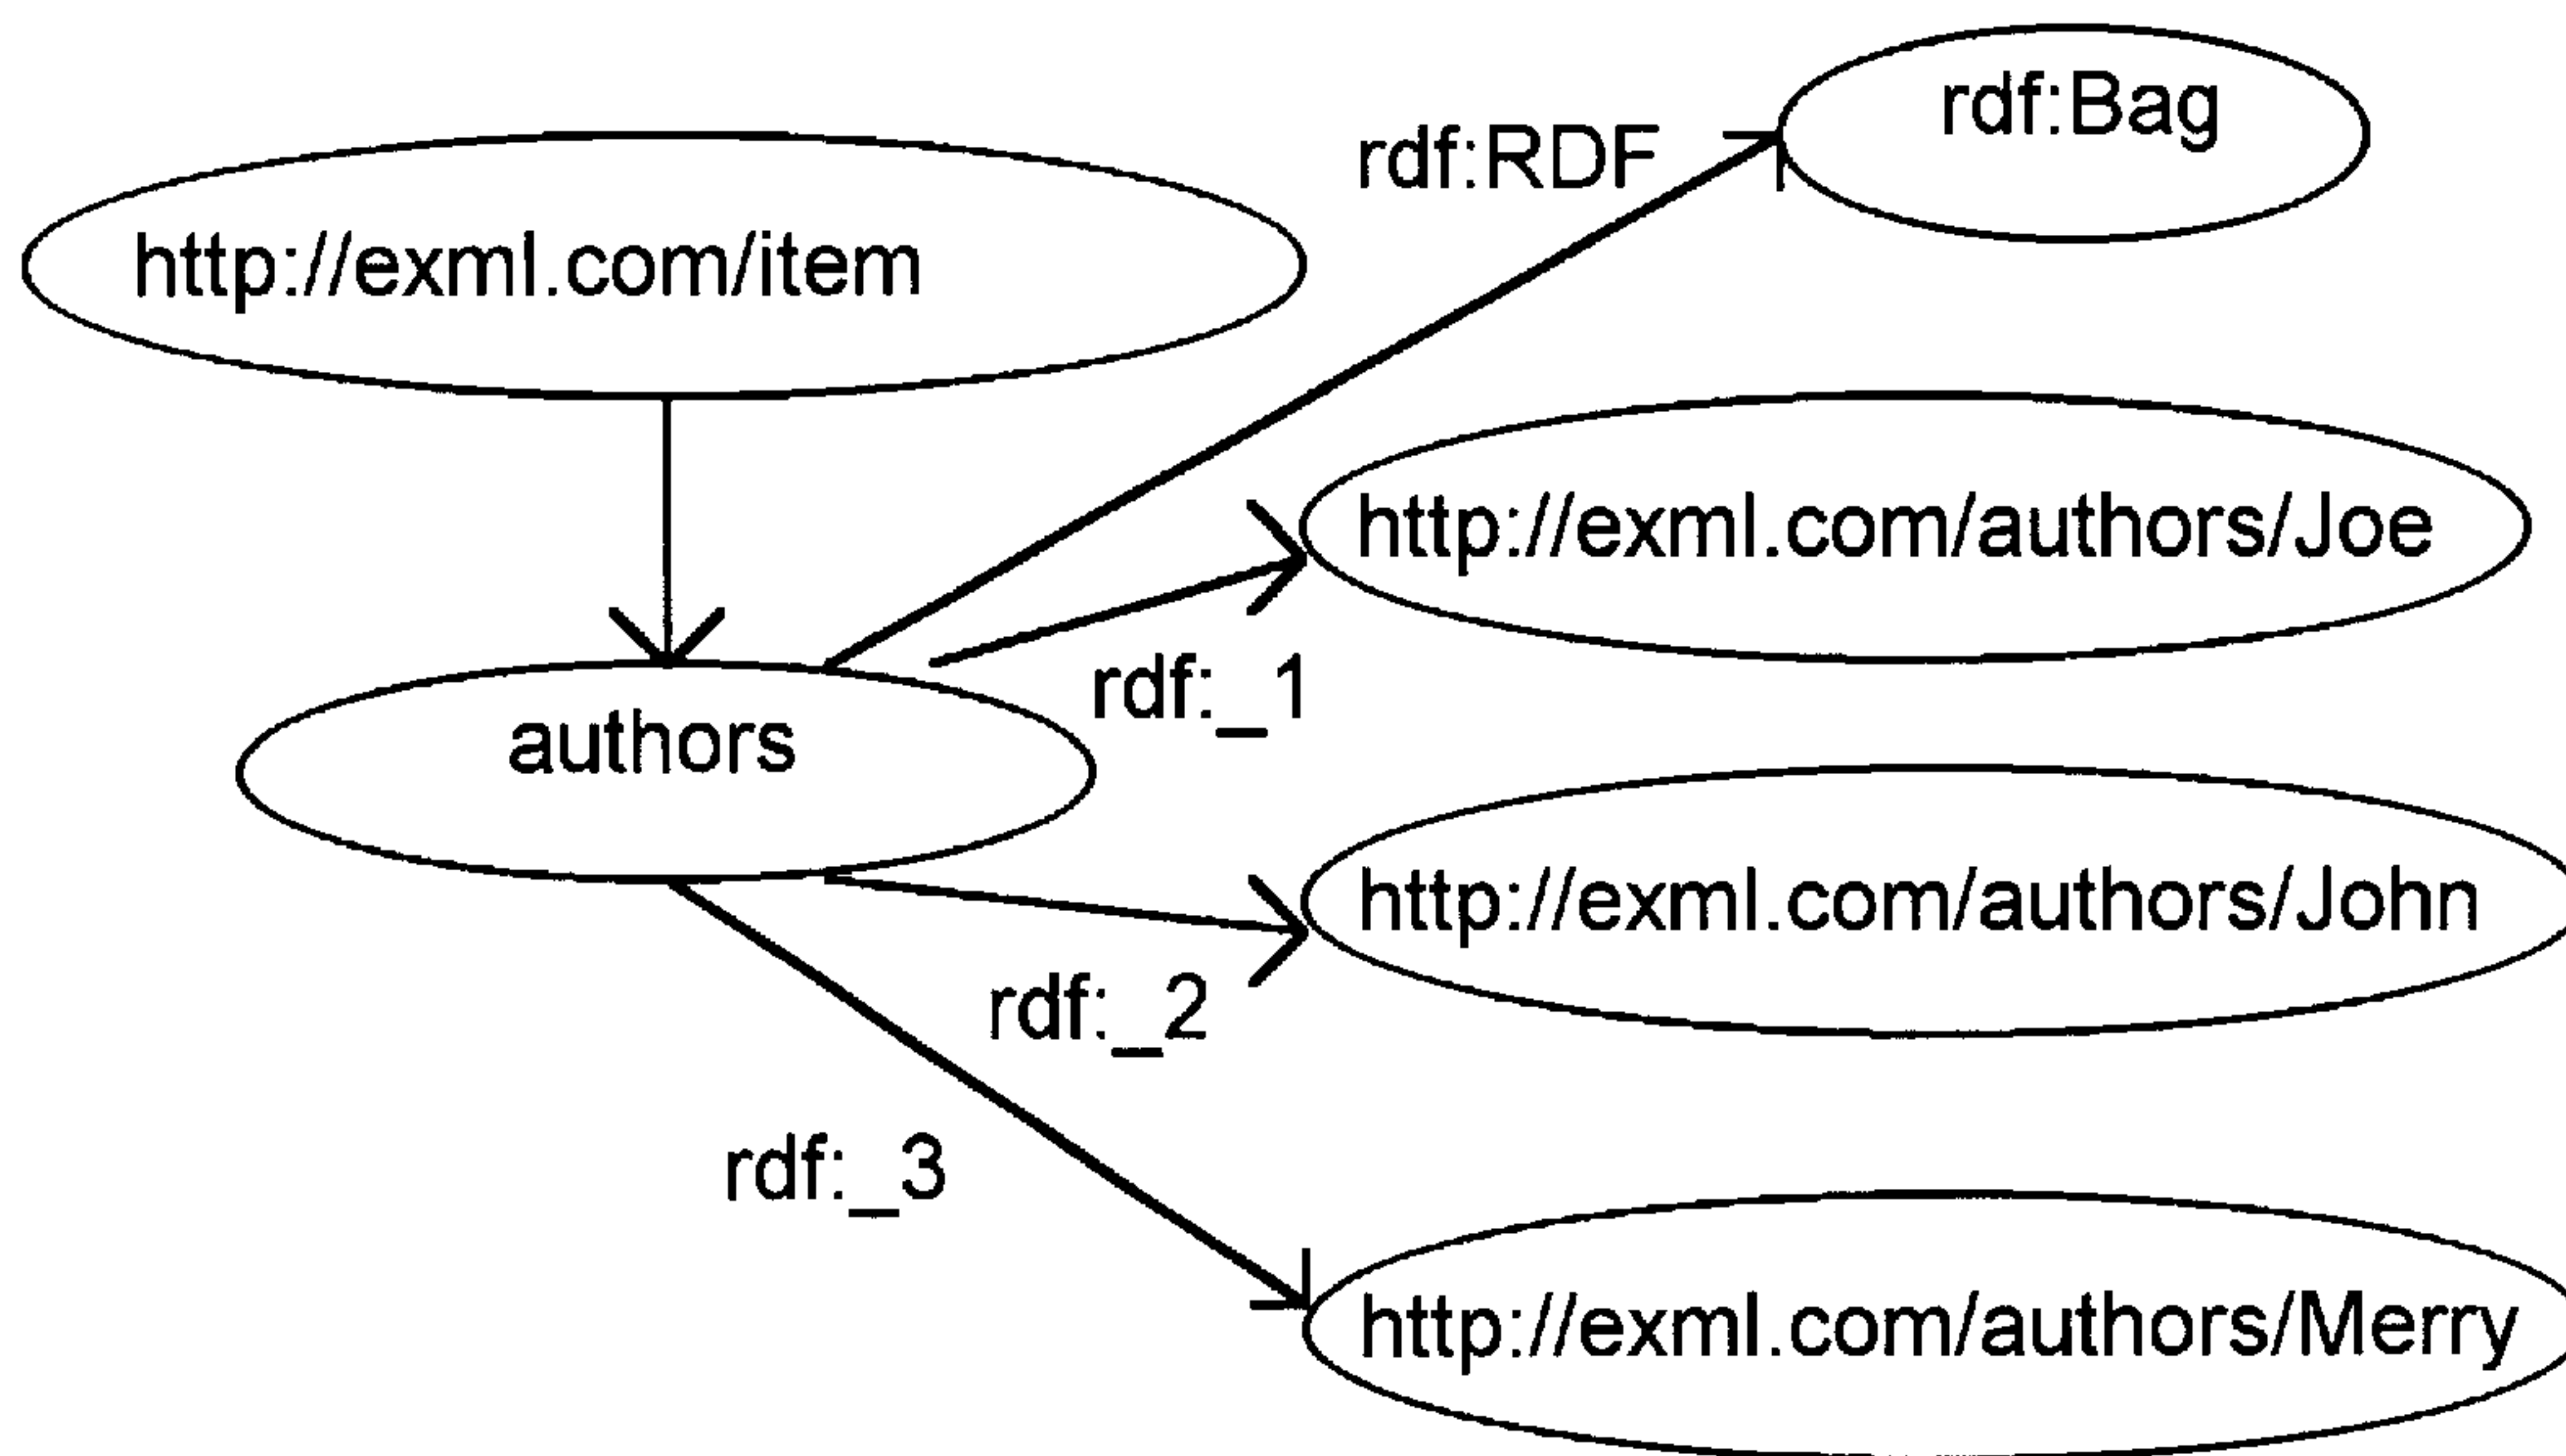 rdf:Bag
rdf:RDF
http://exml.com/item
http://exml.com/authors/Joe
rdf:_1
authors
http://exml.com/authors/John
rdf:_2
rdf:_3
http://exml.com/authors/Merry